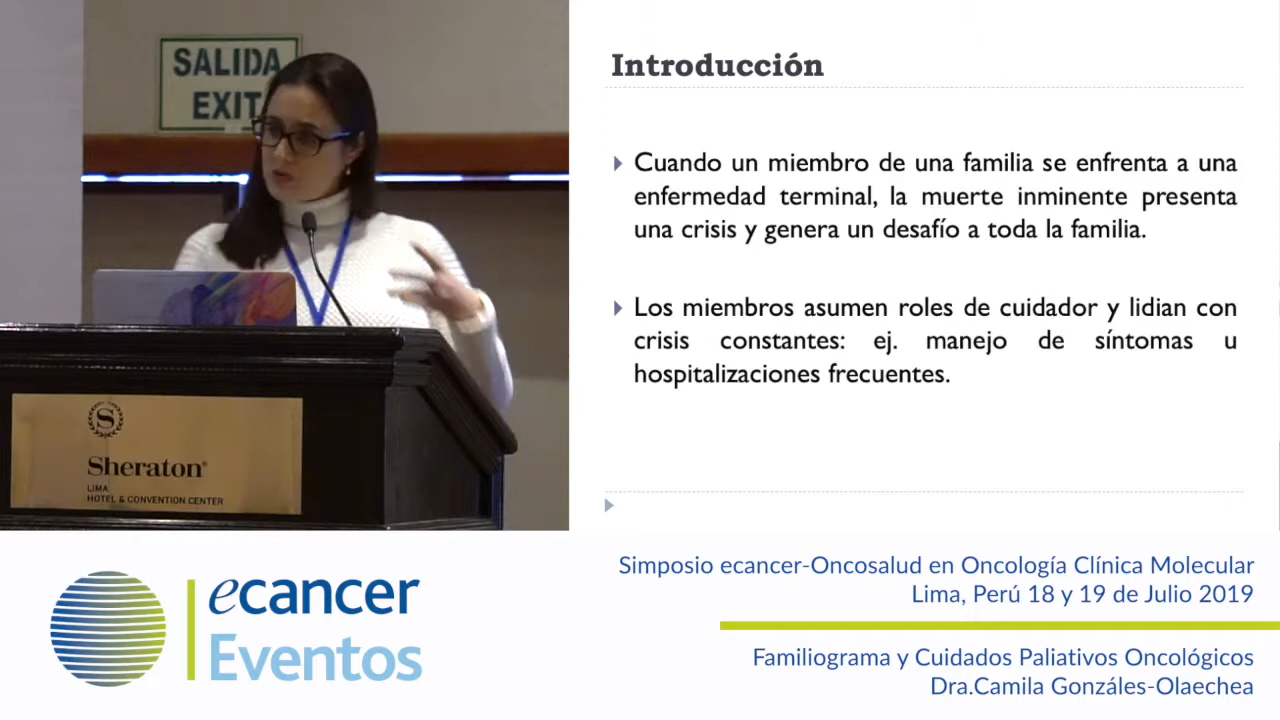 SALIDA
EXIT
S
Sheraton
LIMA
HOTEL & CONVENTION CENTER
Introducción
Cuando un miembro de una familia se enfrenta a una
enfermedad terminal, la muerte inminente presenta
una crisis y genera un desafío a toda la familia.
Los miembros asumen roles de cuidador y lidian con
crisis constantes: ej. manejo de síntomas u
hospitalizaciones frecuentes.
ecancer
Eventos
Simposio ecancer-Oncosalud en Oncología Clínica Molecular
Lima, Perú 18 y 19 de Julio 2019
Familiograma y Cuidados Paliativos Oncológicos
Dra.Camila Gonzáles-Olaechea